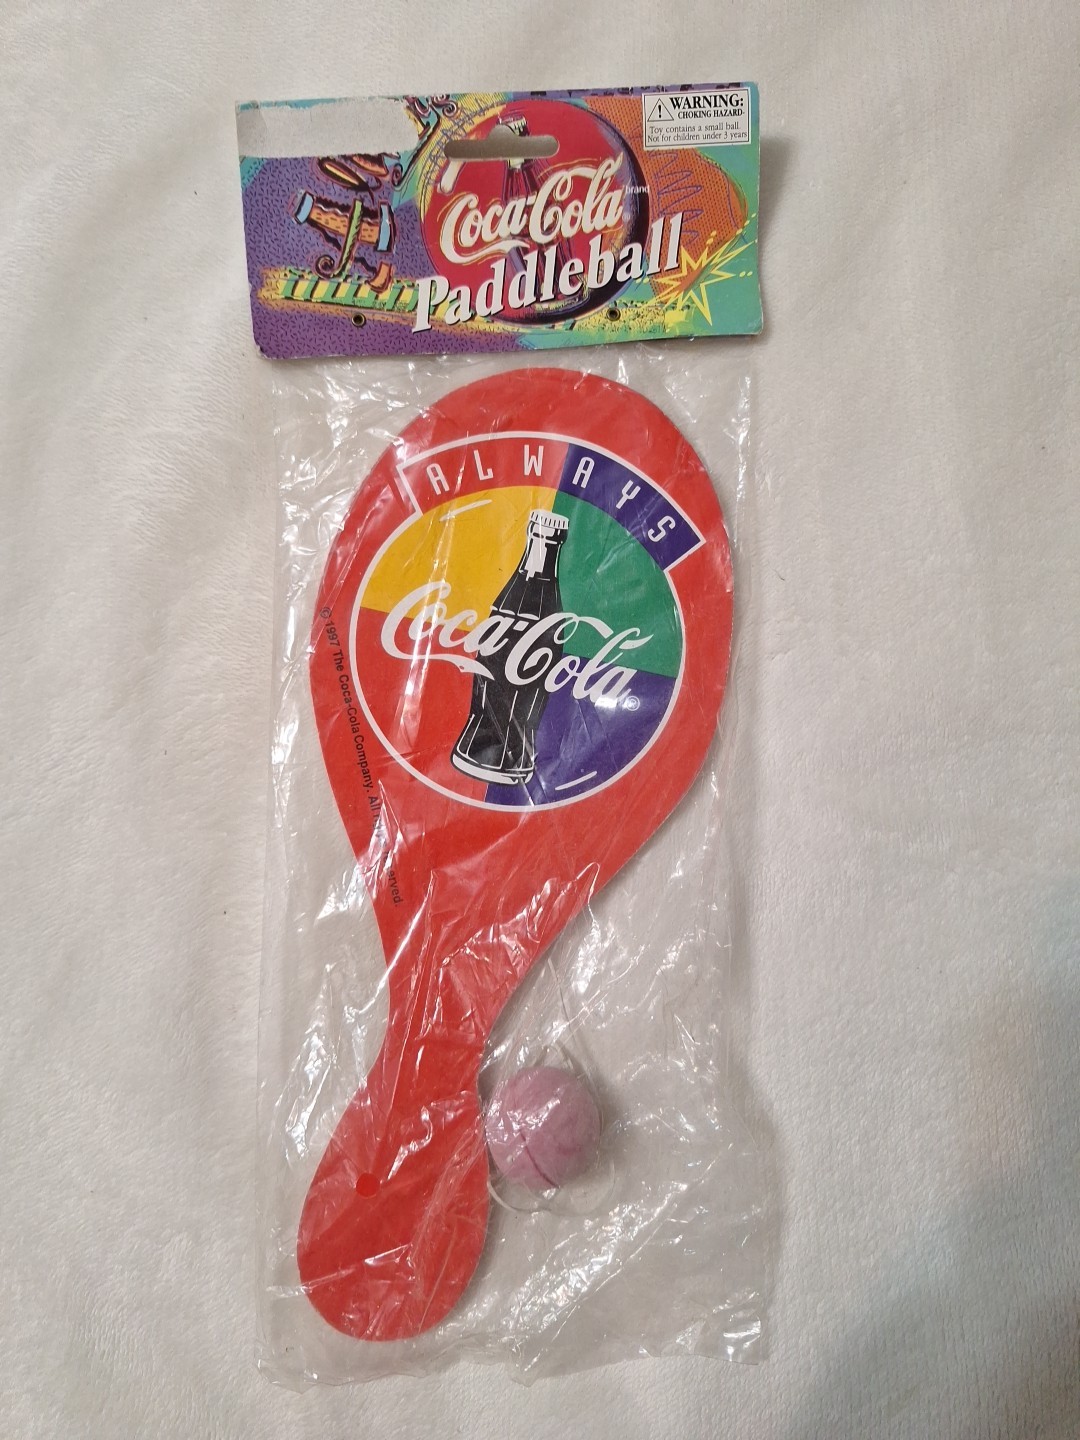 WARNING:
CHOKING HAZARD-
Toy contains a small ball.
Not for children under 3 years
Coca-Cola brand
Paddleball
ALWAYS
Coca-Cola®
© 1997 The Coca-Cola Company. All